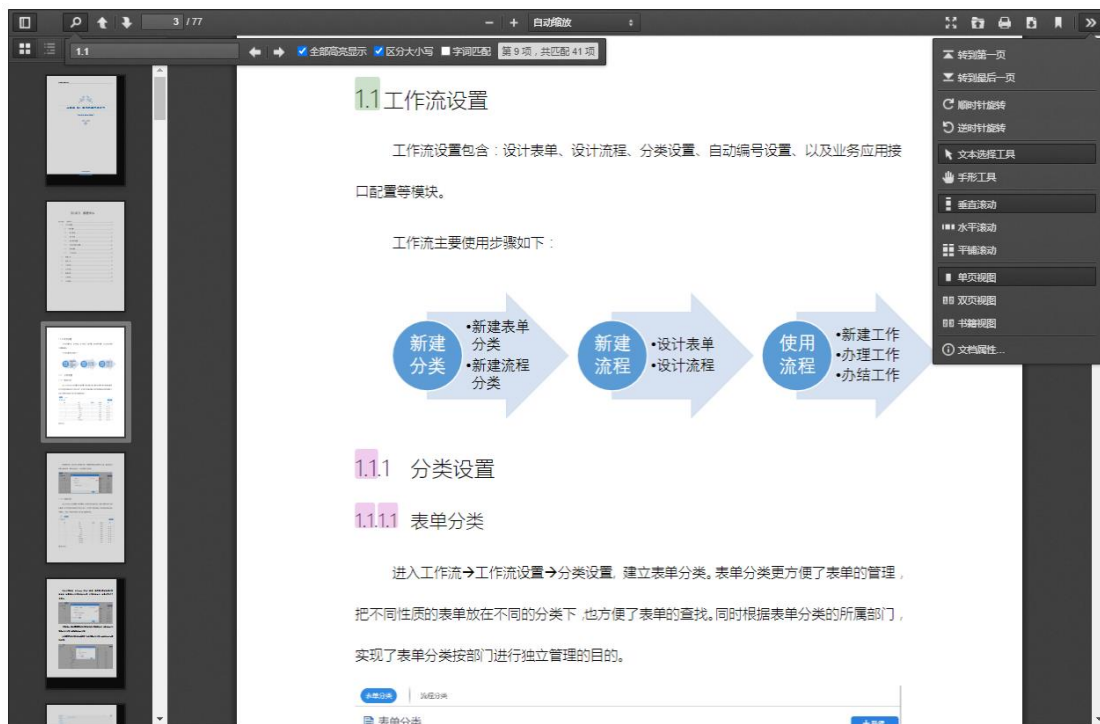 3 / 77
自动缩放
1.1
全部高亮显示 区分大小写 字词匹配 第 9 项，共匹配 41 项
转到第一页
转到最后一页
顺时针旋转
逆时针旋转
文本选择工具
手形工具
垂直滚动
水平滚动
平铺滚动
单页视图
双页视图
书籍视图
文档属性...
1.1 工作流设置
工作流设置包含：设计表单、设计流程、分类设置、自动编号设置、以及业务应用接
口配置等模块。
工作流主要使用步骤如下：
新建
分类
•新建表单
分类
•新建流程
分类
新建
流程
•设计表单
•设计流程
使用
流程
•新建工作
•办理工作
•办结工作
1.1.1 分类设置
1.1.1.1 表单分类
进入工作流→工作流设置→分类设置，建立表单分类。表单分类更方便了表单的管理，
把不同性质的表单放在不同的分类下，也方便了表单的查找。同时根据表单分类的所属部门，
实现了表单分类按部门进行独立管理的目的。
表单分类 流程分类
表单分类